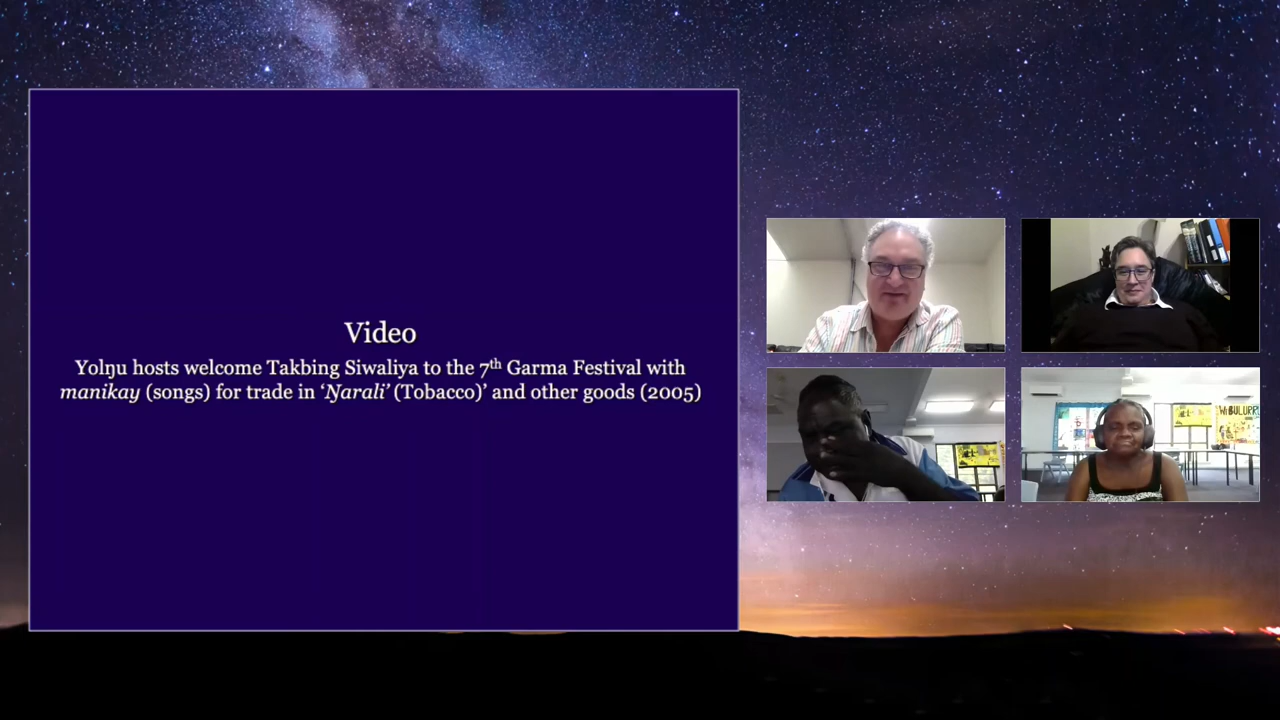 Video
Yolŋu hosts welcome Takbing Siwaliya to the 7th Garma Festival with
manikay (songs) for trade in ‘Ŋarali’ (Tobacco)’ and other goods (2005)